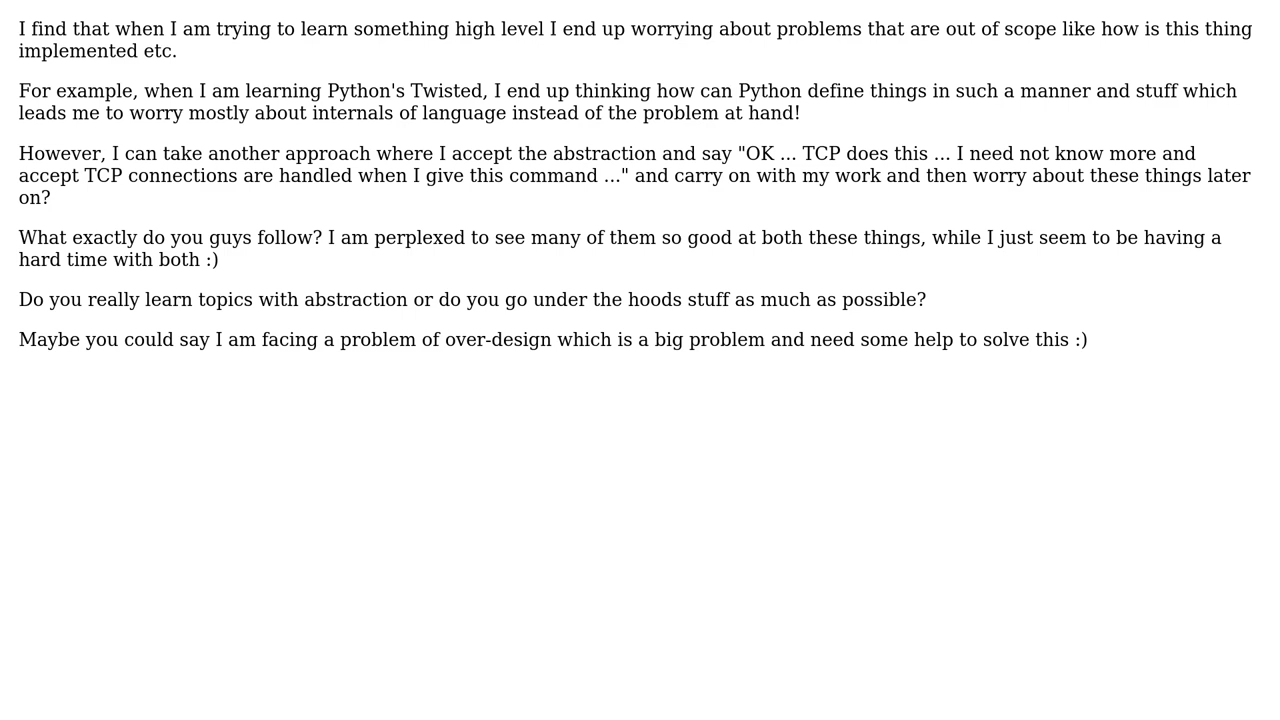 I find that when I am trying to learn something high level I end up worrying about problems that are out of scope like how is this thing
implemented etc.
For example, when I am learning Python's Twisted, I end up thinking how can Python define things in such a manner and stuff which
leads me to worry mostly about internals of language instead of the problem at hand!
However, I can take another approach where I accept the abstraction and say "OK ... TCP does this ... I need not know more and
accept TCP connections are handled when I give this command ..." and carry on with my work and then worry about these things later
on?
What exactly do you guys follow? I am perplexed to see many of them so good at both these things, while I just seem to be having a
hard time with both :)
Do you really learn topics with abstraction or do you go under the hoods stuff as much as possible?
Maybe you could say I am facing a problem of over-design which is a big problem and need some help to solve this :)